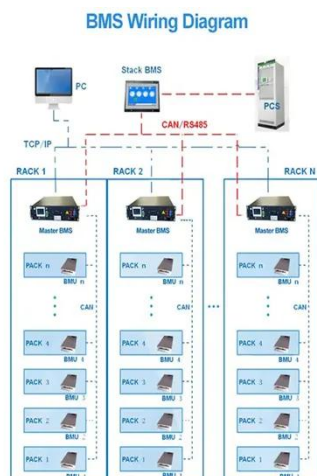 BMS Wiring Diagram
Stack BMS
PC
PCS
CAN/RS485
TCP/IP
RACK 1 RACK 2 RACK N
Master BMS Master BMS Master BMS
PACK n PACK n PACK n
BMU n BMU n BMU n
CAN CAN CAN
PACK 4 PACK 4 PACK 4
BMU 4 BMU 4 BMU 4
PACK 3 PACK 3 PACK 3
BMU 3 BMU 3 BMU 3
PACK 2 PACK 2 PACK 2
BMU 2 BMU 2 BMU 2
PACK 1 PACK 1 PACK 1